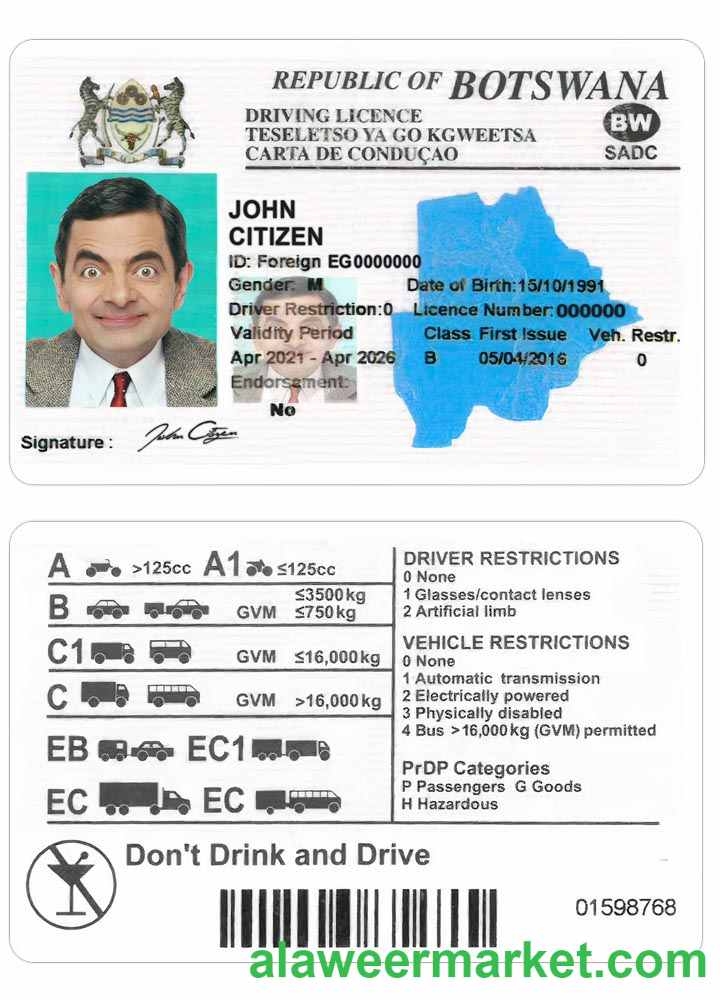 REPUBLIC OF BOTSWANA
DRIVING LICENCE
TESELETSO YA GO KGWEETSA
CARTA DE CONDUÇAO
BW
SADC
JOHN
CITIZEN
ID: Foreign EG0000000
Gender: M Date of Birth:15/10/1991
Driver Restriction:0 Licence Number:000000
Validity Period Class First Issue Veh. Restr.
Apr 2021 - Apr 2026 B 05/04/2016 0
Endorsament:
No
Signature : John Citizen
A >125cc A1 ≤125cc
B GVM ≤3500kg
≤750kg
C1 GVM ≤16,000kg
C GVM >16,000kg
EB EC1
EC EC
DRIVER RESTRICTIONS
0 None
1 Glasses/contact lenses
2 Artificial limb
VEHICLE RESTRICTIONS
0 None
1 Automatic transmission
2 Electrically powered
3 Physically disabled
4 Bus >16,000kg (GVM) permitted
PrDP Categories
P Passengers G Goods
H Hazardous
Don't Drink and Drive
01598768
alaweermarket.com